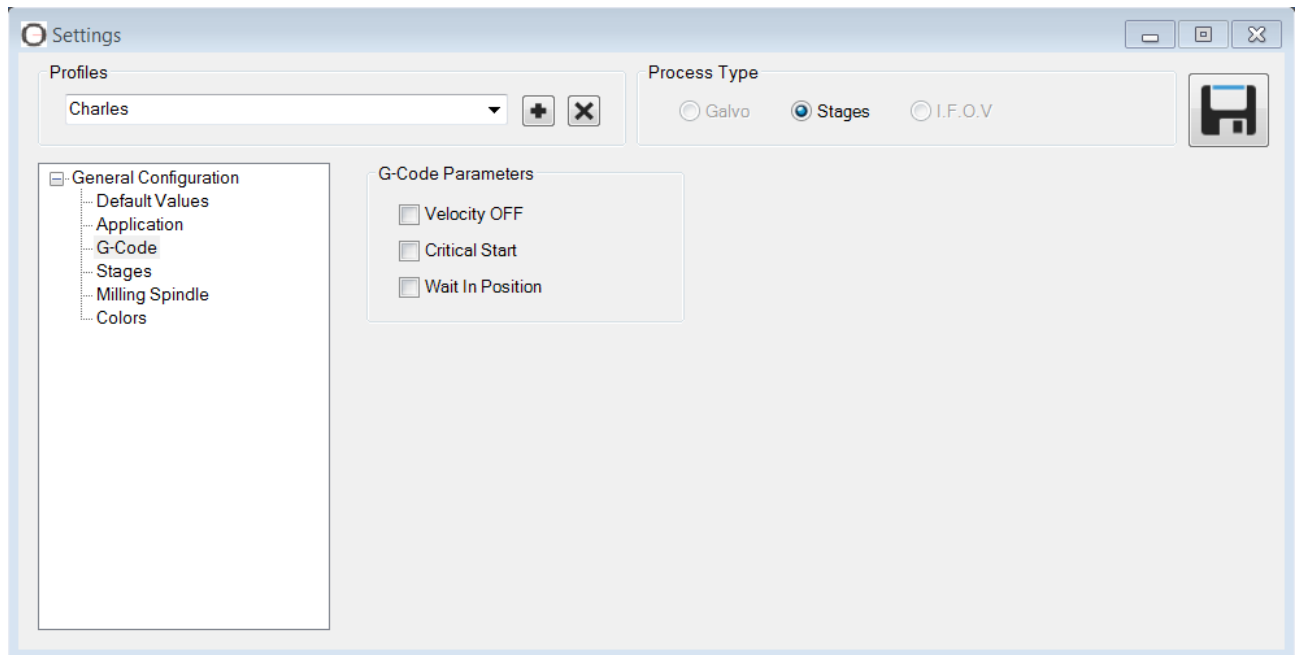 Settings
Profiles
Charles
Process Type
Galvo
Stages
I.F.O.V
General Configuration
Default Values
Application
G-Code
Stages
Milling Spindle
Colors
G-Code Parameters
Velocity OFF
Critical Start
Wait In Position